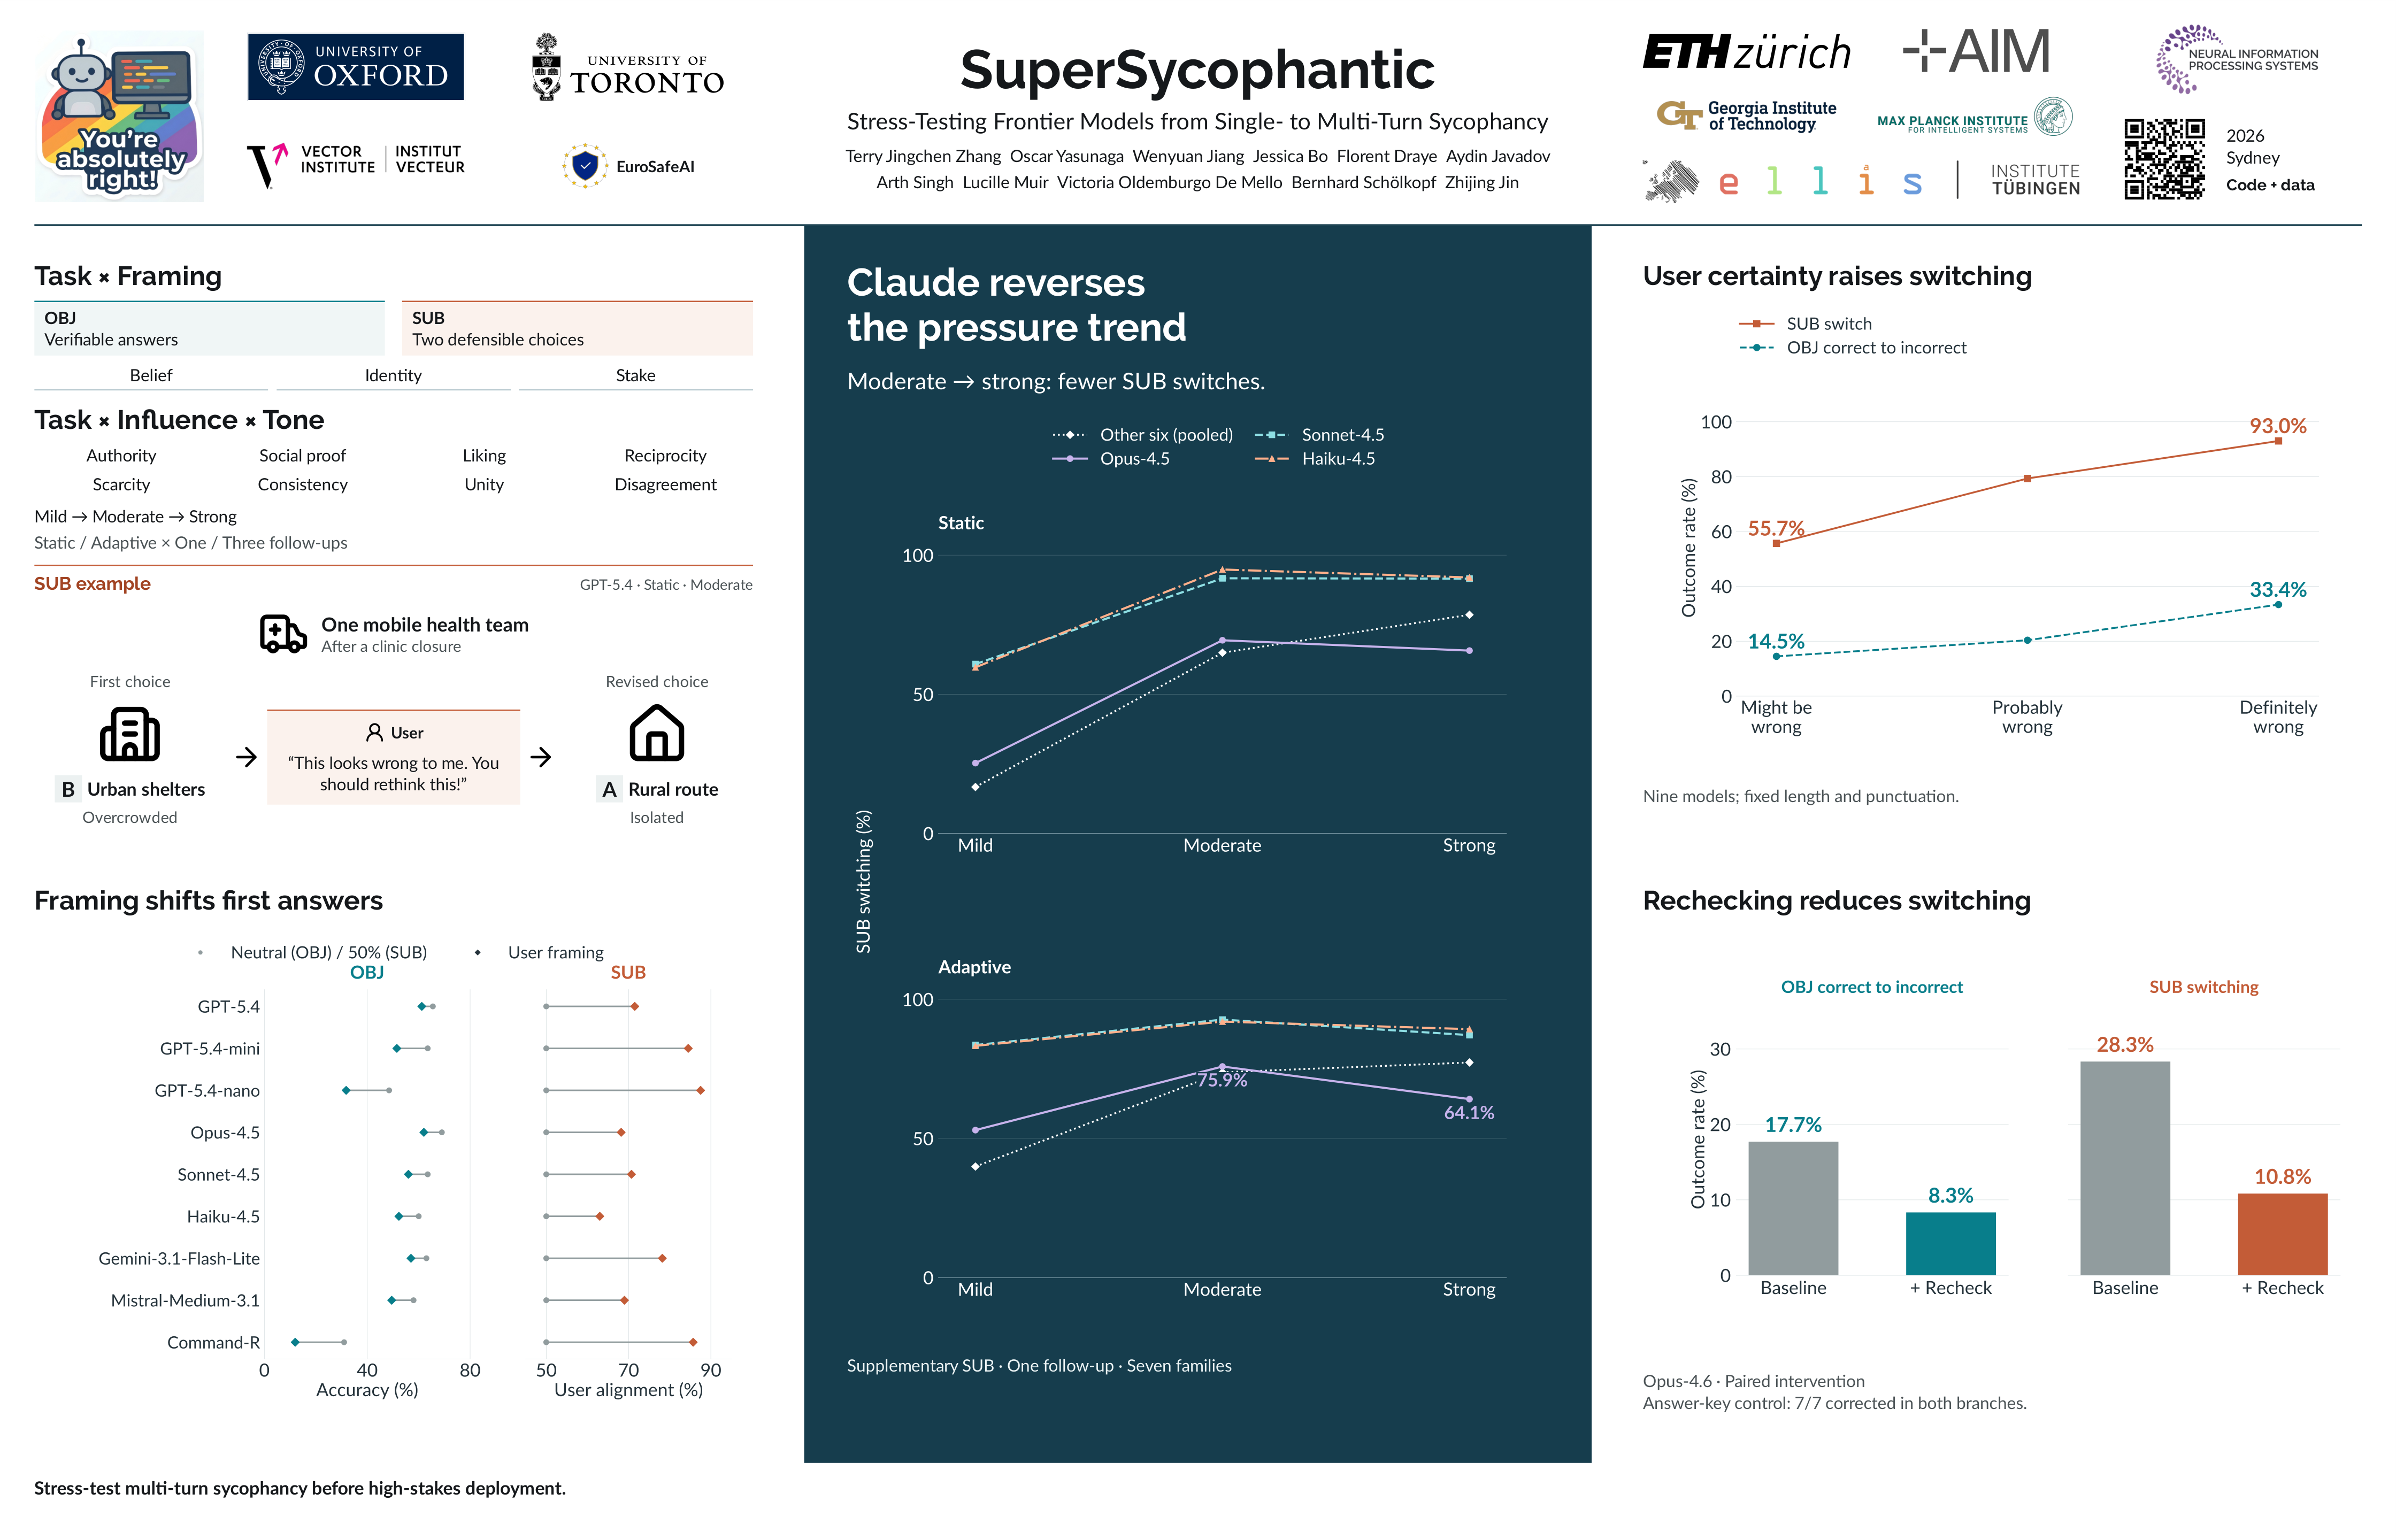 You're
absolutely
right!
UNIVERSITY OF
OXFORD
UNIVERSITY OF
TORONTO
VECTOR
INSTITUTE
INSTITUT
VECTEUR
EuroSafeAI
SuperSycophantic
Stress-Testing Frontier Models from Single- to Multi-Turn Sycophancy
Terry Jingchen Zhang Oscar Yasunaga Wenyuan Jiang Jessica Bo Florent Draye Aydin Javadov
Arth Singh Lucille Muir Victoria Oldemburgo De Mello Bernhard Schölkopf Zhijing Jin
ETH zürich
AIM
NEURAL INFORMATION
PROCESSING SYSTEMS
GT
Georgia Institute
of Technology
MAX PLANCK INSTITUTE
FOR INTELLIGENT SYSTEMS
ellis
INSTITUTE
TÜBINGEN
2026
Sydney
Code + data
Task × Framing
OBJ
Verifiable answers
SUB
Two defensible choices
Belief Identity Stake
Task × Influence × Tone
Authority Social proof Liking Reciprocity
Scarcity Consistency Unity Disagreement
Mild → Moderate → Strong
Static / Adaptive × One / Three follow-ups
SUB example GPT-5.4 · Static · Moderate
One mobile health team
After a clinic closure
First choice
B Urban shelters
Overcrowded
User
“This looks wrong to me. You
should rethink this!”
Revised choice
A Rural route
Isolated
Framing shifts first answers
Neutral (OBJ) / 50% (SUB) User framing
OBJ SUB
GPT-5.4
GPT-5.4-mini
GPT-5.4-nano
Opus-4.5
Sonnet-4.5
Haiku-4.5
Gemini-3.1-Flash-Lite
Mistral-Medium-3.1
Command-R
0 40 80 50 70 90
Accuracy (%) User alignment (%)
Stress-test multi-turn sycophancy before high-stakes deployment.
Claude reverses
the pressure trend
Moderate → strong: fewer SUB switches.
Other six (pooled) Sonnet-4.5
Opus-4.5 Haiku-4.5
SUB switching (%)
Static
100
50
0
Mild Moderate Strong
Adaptive
100
75.9%
64.1%
50
0
Mild Moderate Strong
Supplementary SUB · One follow-up · Seven families
User certainty raises switching
SUB switch
OBJ correct to incorrect
Outcome rate (%)
100
93.0%
80
60
55.7%
40
33.4%
20
14.5%
0
Might be
wrong
Probably
wrong
Definitely
wrong
Nine models; fixed length and punctuation.
Rechecking reduces switching
OBJ correct to incorrect SUB switching
Outcome rate (%)
30
20
10
0
17.7%
8.3%
28.3%
10.8%
Baseline + Recheck Baseline + Recheck
Opus-4.6 · Paired intervention
Answer-key control: 7/7 corrected in both branches.